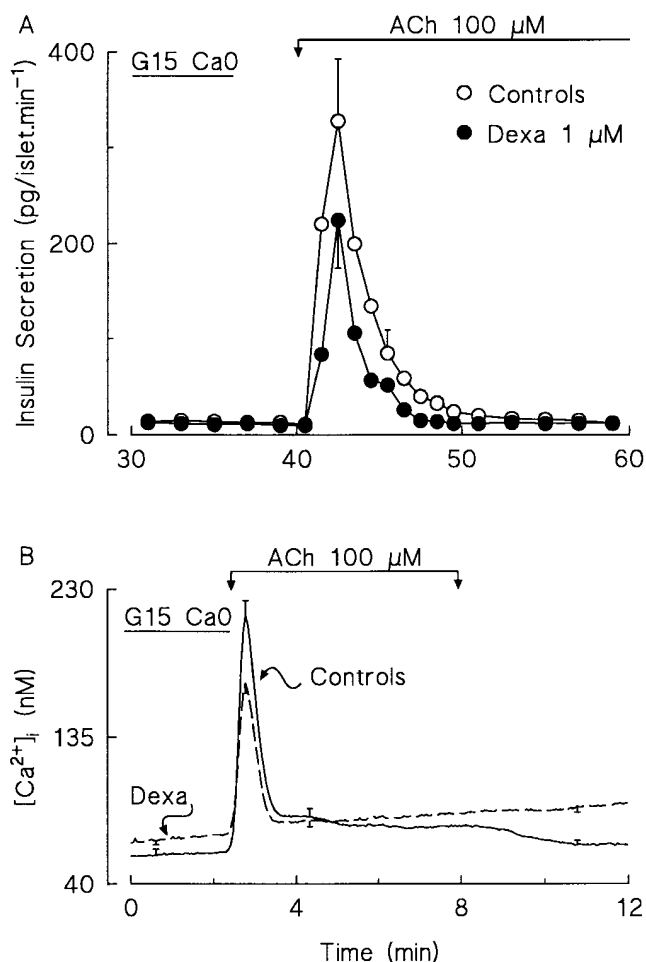 A
ACh 100 μM
G15 Ca0
Controls
Dexa 1 μM
Insulin Secretion (pg/islet.min⁻¹)
400
200
0
30
40
50
60
B
ACh 100 μM
G15 Ca0
Controls
Dexa
[Ca²⁺]ᵢ (nM)
230
135
40
0
4
8
12
Time (min)